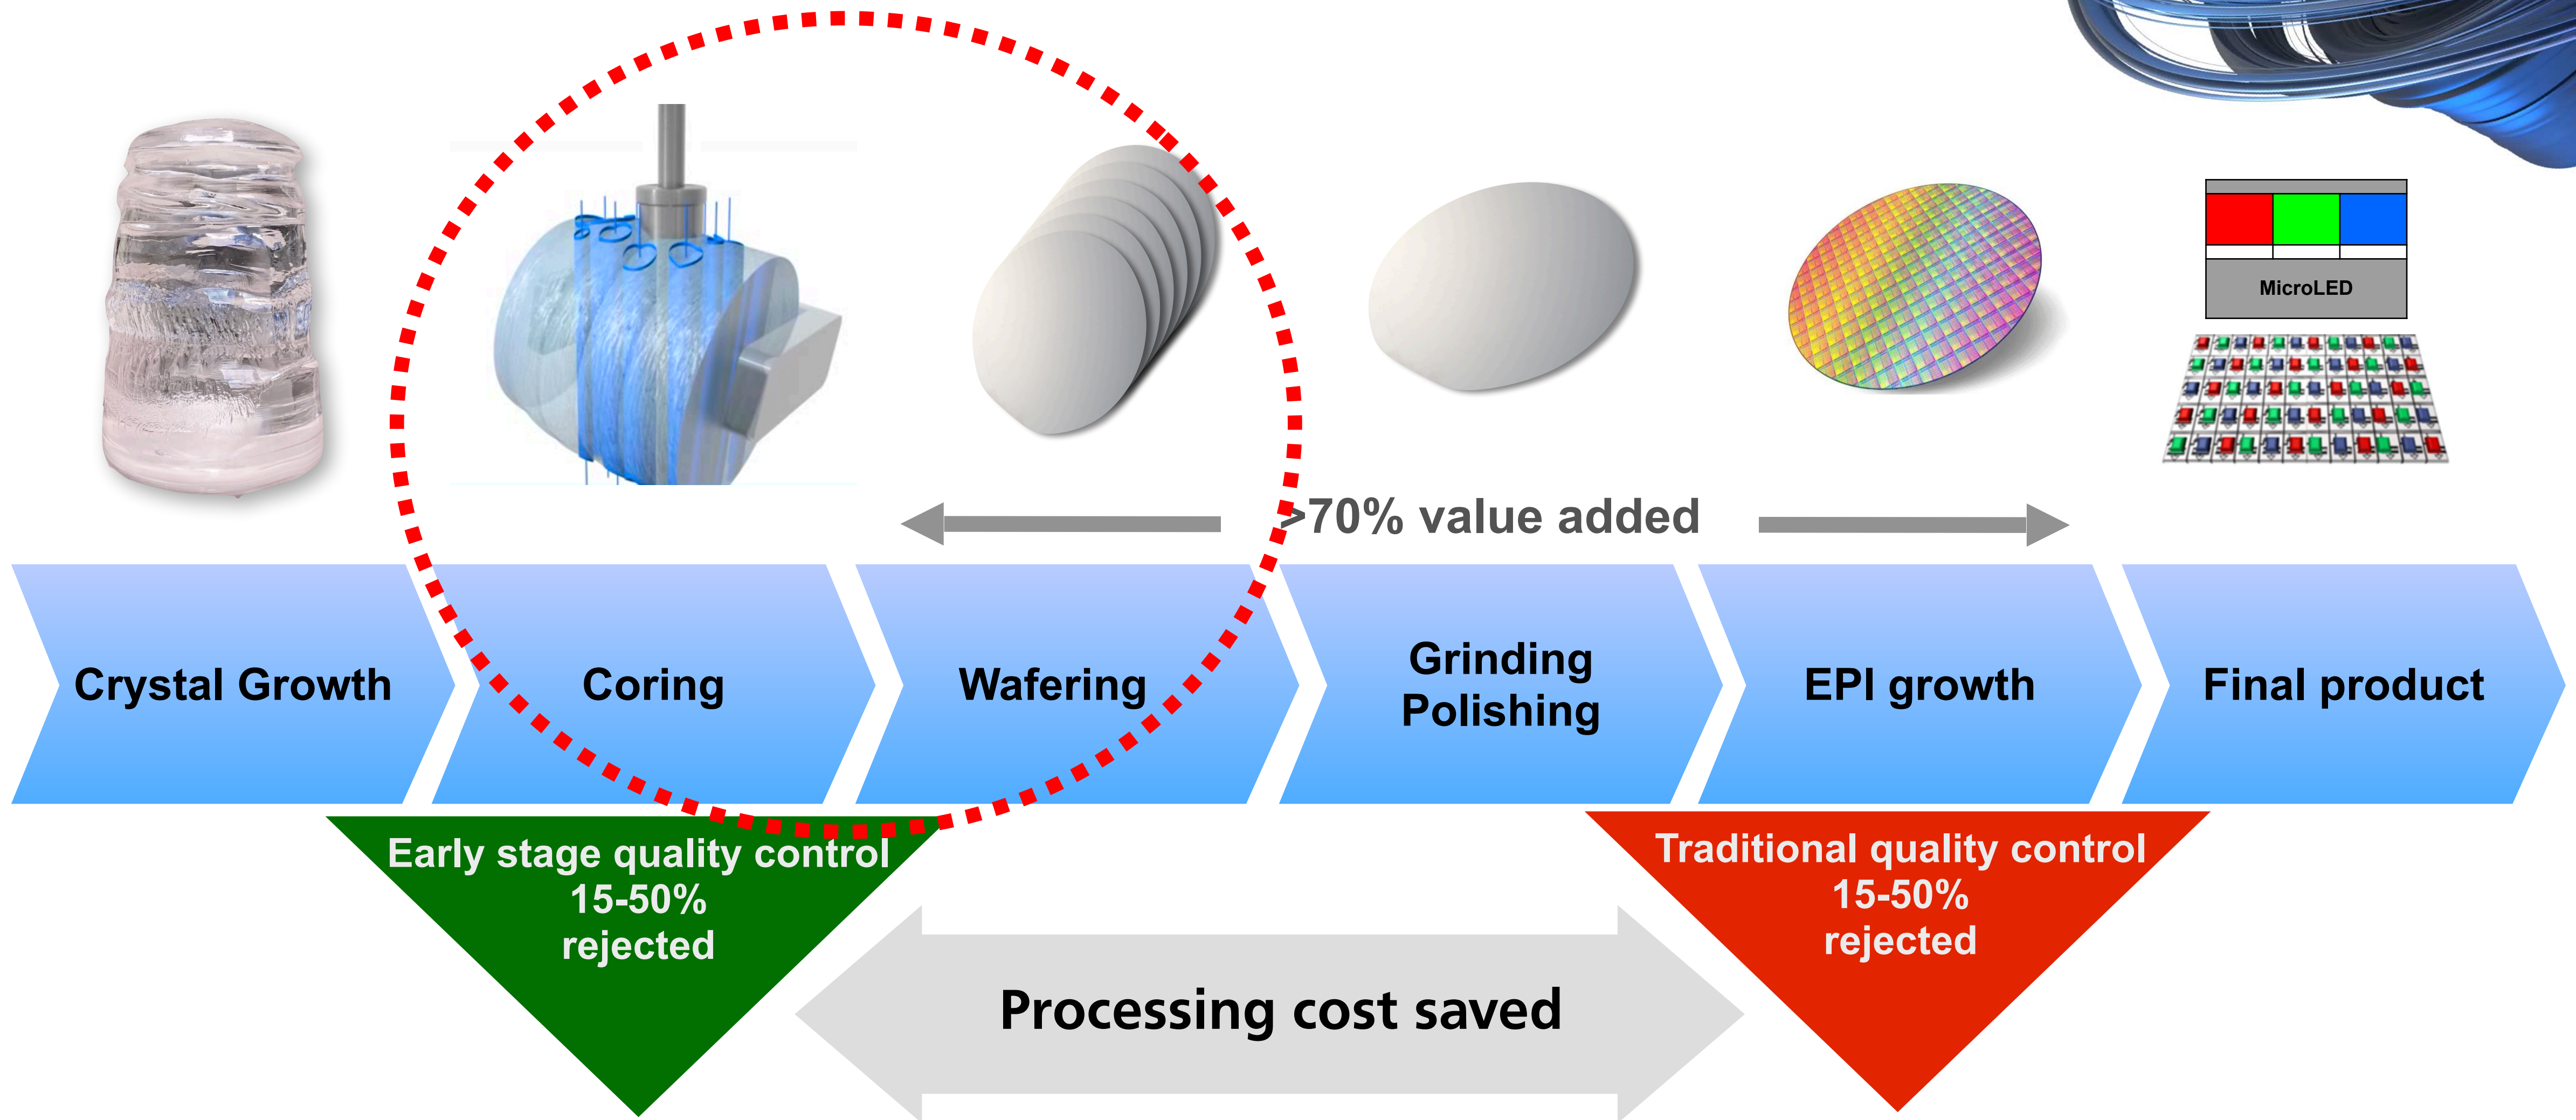 MicroLED
>70% value added
Crystal Growth
Coring
Wafering
Grinding
Polishing
EPI growth
Final product
Early stage quality control
15-50%
rejected
Traditional quality control
15-50%
rejected
Processing cost saved